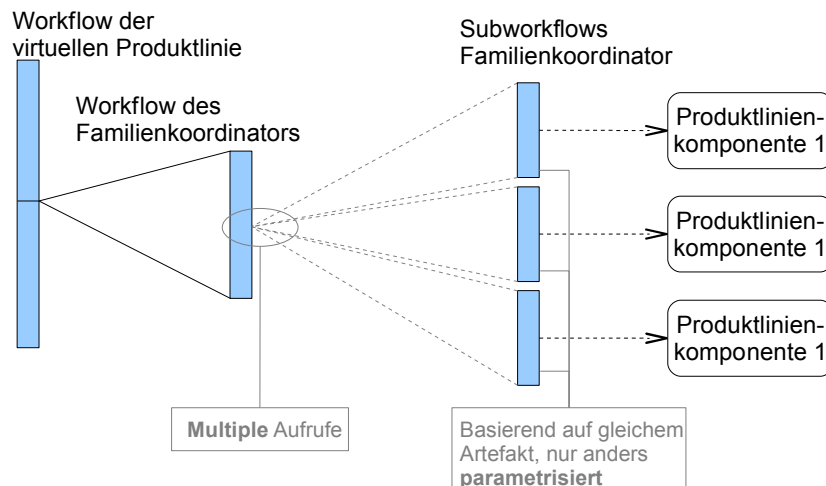 Workflow der
virtuellen Produktlinie
Workflow des
Familienkoordinators
Subworkflows
Familienkoordinator
Produktlinien-
komponente 1
Produktlinien-
komponente 1
Produktlinien-
komponente 1
Multiple Aufrufe
Basierend auf gleichem
Artefakt, nur anders
parametrisiert